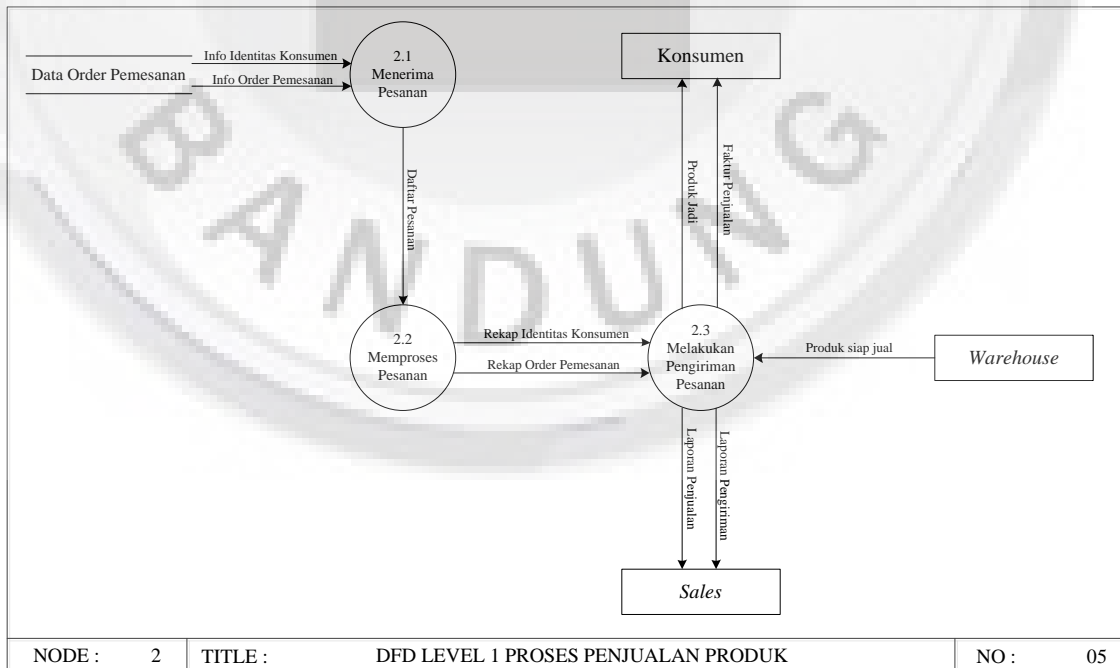 Data Order Pemesanan
Info Identitas Konsumen
Info Order Pemesanan
2.1
Menerima
Pesanan
Konsumen
Daftar Pesanan
Produk Jadi
Faktur Penjualan
BANDUNG
2.2
Memproses
Pesanan
Rekap Identitas Konsumen
Rekap Order Pemesanan
2.3
Melakukan
Pengiriman
Pesanan
Produk siap jual
Warehouse
Laporan Penjualan
Laporan Pengiriman
Sales
NODE : 2 TITLE : DFD LEVEL 1 PROSES PENJUALAN PRODUK NO : 05